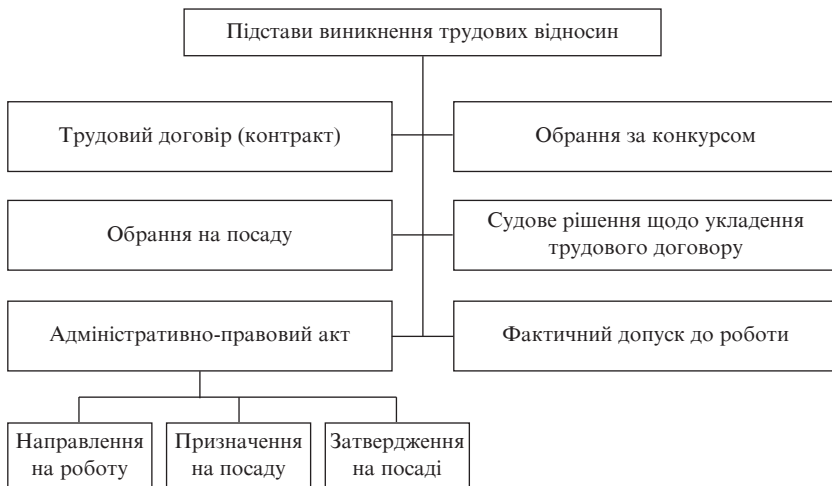 Підстави виникнення трудових відносин
Трудовий договір (контракт)
Обрання за конкурсом
Обрання на посаду
Судове рішення щодо укладення
трудового договору
Адміністративно-правовий акт
Фактичний допуск до роботи
Направлення
на роботу
Призначення
на посаду
Затвердження
на посаді